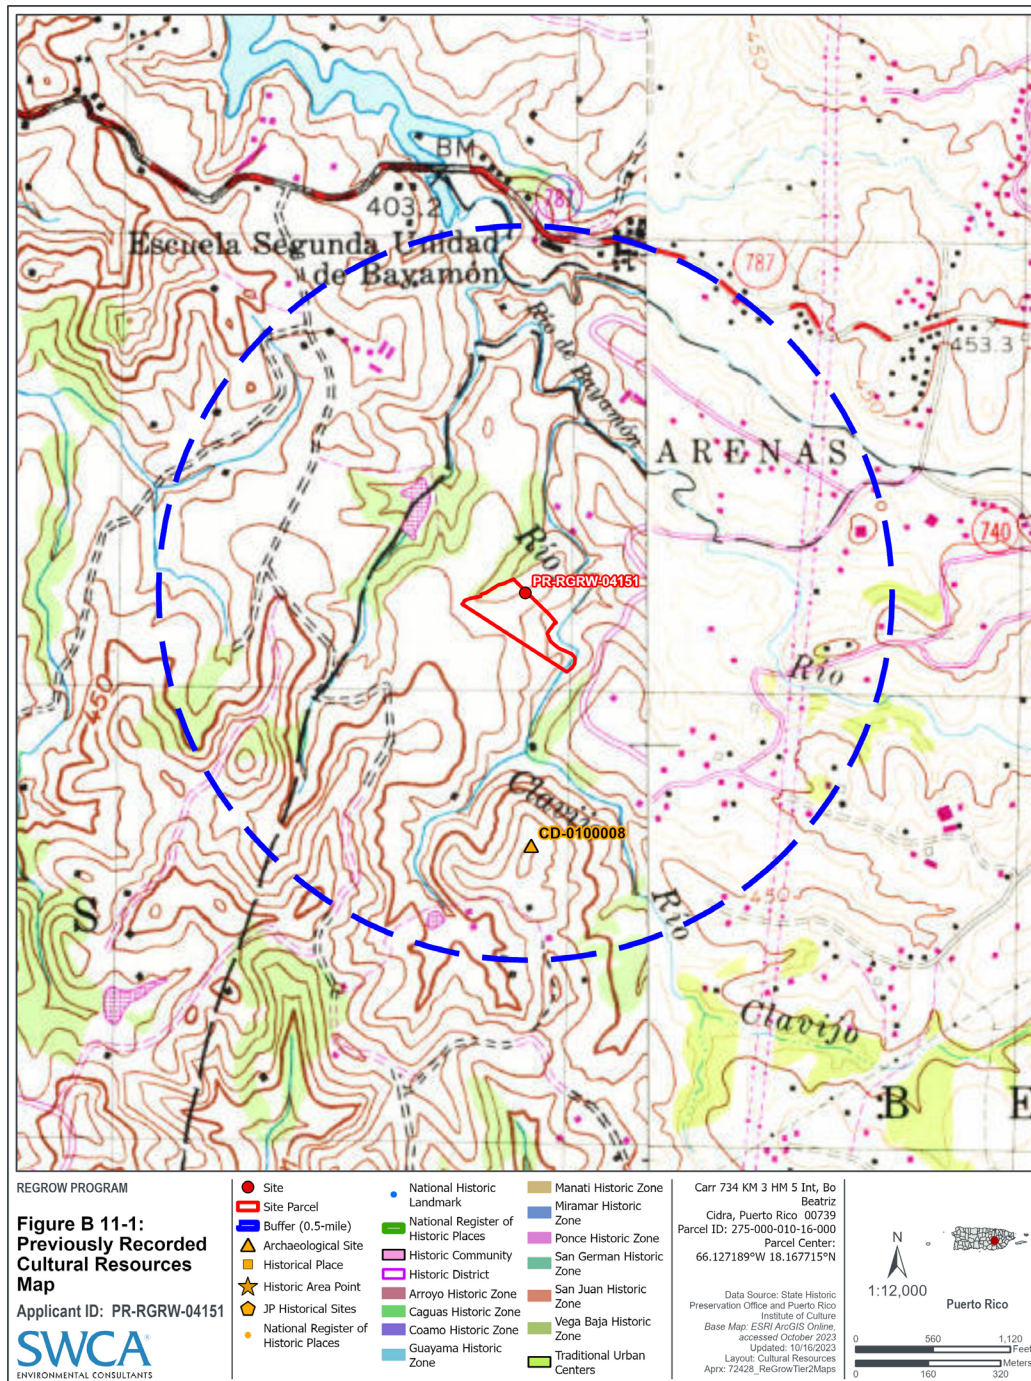 BM
787
403.2
Escuela Segunda Unidad
de Bayamón
787
453.3
450
450
Río de Bayamón
ARENAS
740
Río
PR-RGRW-04151
Río
450
Clavijo
CD-0100008
450
Río
S
Clavijo
B E
REGROW PROGRAM
Figure B 11-1:
Previously Recorded
Cultural Resources
Map
Applicant ID: PR-RGRW-04151
SWCA®
ENVIRONMENTAL CONSULTANTS
Site
Site Parcel
Buffer (0.5-mile)
Archaeological Site
Historical Place
Historic Area Point
JP Historical Sites
National Register of
Historic Places
National Historic
Landmark
National Register of
Historic Places
Historic Community
Historic District
Arroyo Historic Zone
Caguas Historic Zone
Coamo Historic Zone
Guayama Historic
Zone
Manati Historic Zone
Miramar Historic
Zone
Ponce Historic Zone
San German Historic
Zone
San Juan Historic
Zone
Vega Baja Historic
Zone
Traditional Urban
Centers
Carr 734 KM 3 HM 5 Int, Bo
Beatriz
Cidra, Puerto Rico 00739
Parcel ID: 275-000-010-16-000
Parcel Center:
66.127189°W 18.167715°N
Data Source: State Historic
Preservation Office and Puerto Rico
Institute of Culture
Base Map: ESRI ArcGIS Online,
accessed October 2023
Updated: 10/16/2023
Layout: Cultural Resources
Aprx: 72428_ReGrowTier2Maps
N
1:12,000
Puerto Rico
0 560 1,120
Feet
Meters
0 160 320